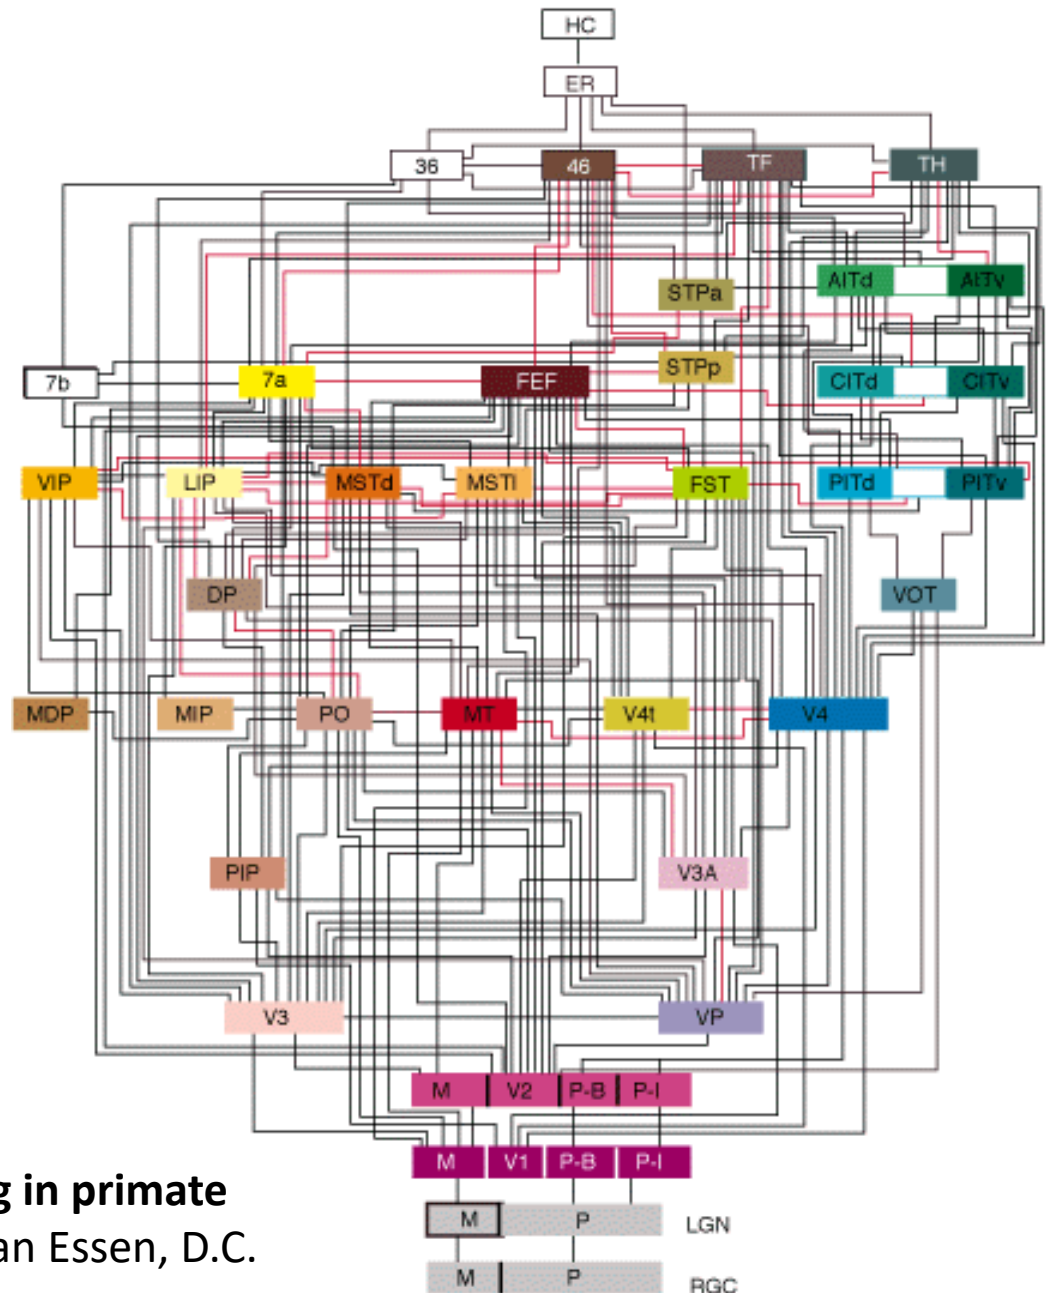 HC
ER
36 46 TF TH
STPa AITd AITv
7b 7a FEF STPp CITd CITv
VIP LIP MSTd MSTl FST PITd PITv
DP VOT
MDP MIP PO MT V4t V4
PIP V3A
V3 VP
M V2 P-B P-I
M V1 P-B P-I
g in primate
M P LGN
an Essen, D.C.
M P RGC